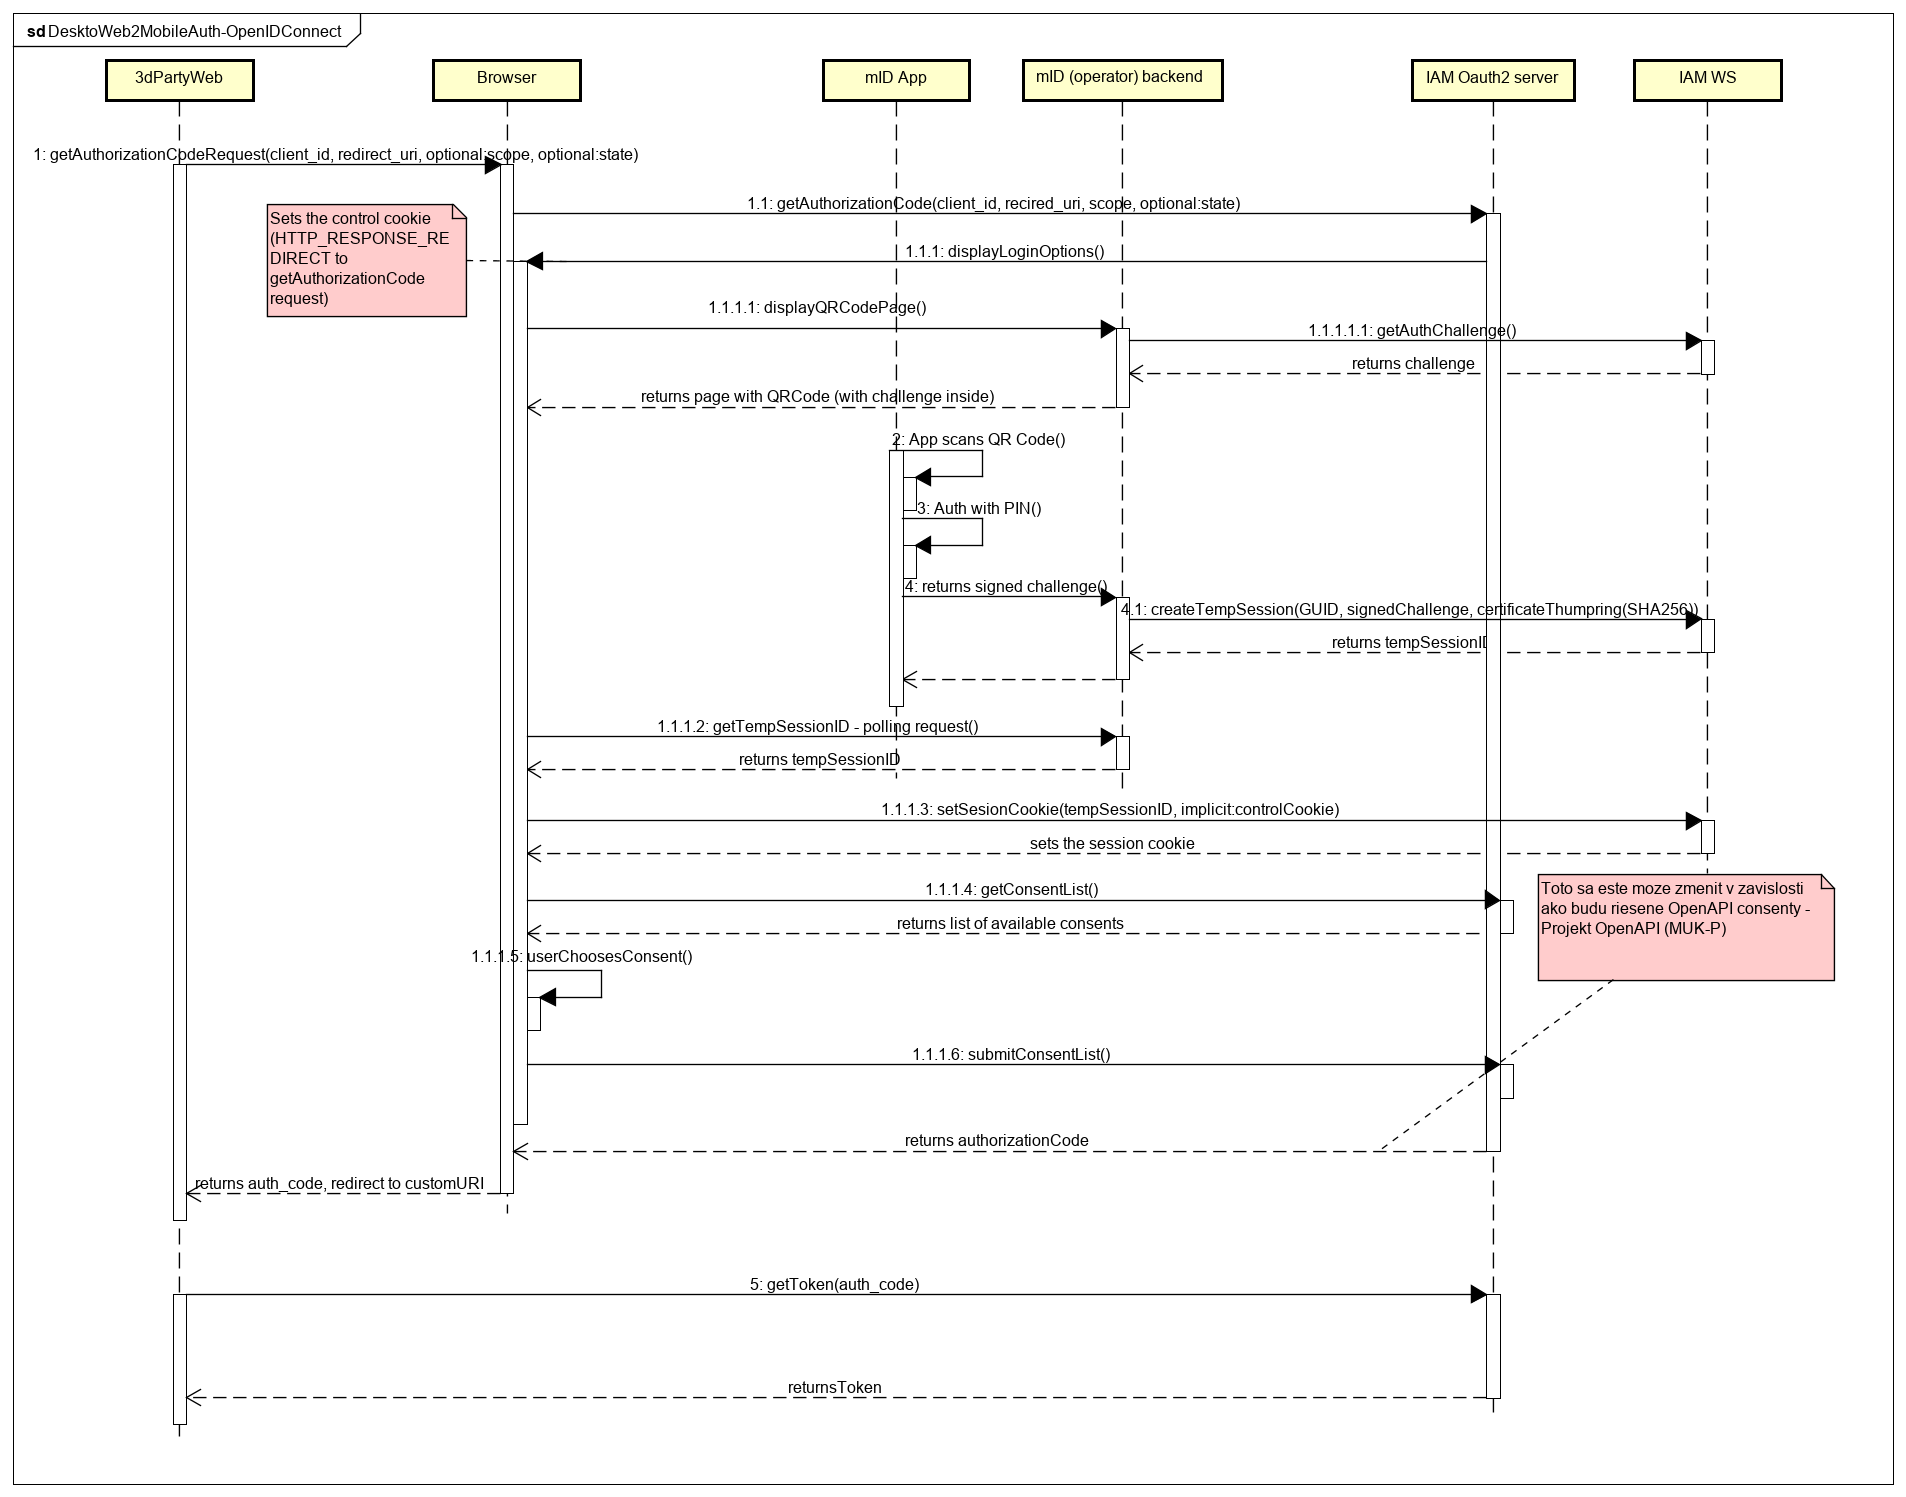 sd DesktoWeb2MobileAuth-OpenIDConnect
3dPartyWeb
Browser
mID App
mID (operator) backend
IAM Oauth2 server
IAM WS
1: getAuthorizationCodeRequest(client_id, redirect_uri, optional:scope, optional:state)
1.1: getAuthorizationCode(client_id, recired_uri, scope, optional:state)
Sets the control cookie
(HTTP_RESPONSE_RE
DIRECT to
getAuthorizationCode
request)
1.1.1: displayLoginOptions()
1.1.1.1: displayQRCodePage()
1.1.1.1.1: getAuthChallenge()
returns challenge
returns page with QRCode (with challenge inside)
2: App scans QR Code()
3: Auth with PIN()
4: returns signed challenge()
4.1: createTempSession(GUID, signedChallenge, certificateThumpring(SHA256))
returns tempSessionID
1.1.1.2: getTempSessionID - polling request()
returns tempSessionID
1.1.1.3: setSesionCookie(tempSessionID, implicit:controlCookie)
sets the session cookie
1.1.1.4: getConsentList()
Toto sa este moze zmenit v zavislosti
ako budu riesene OpenAPI consenty -
Projekt OpenAPI (MUK-P)
returns list of available consents
1.1.1.5: userChoosesConsent()
1.1.1.6: submitConsentList()
returns authorizationCode
returns auth_code, redirect to customURI
5: getToken(auth_code)
returnsToken